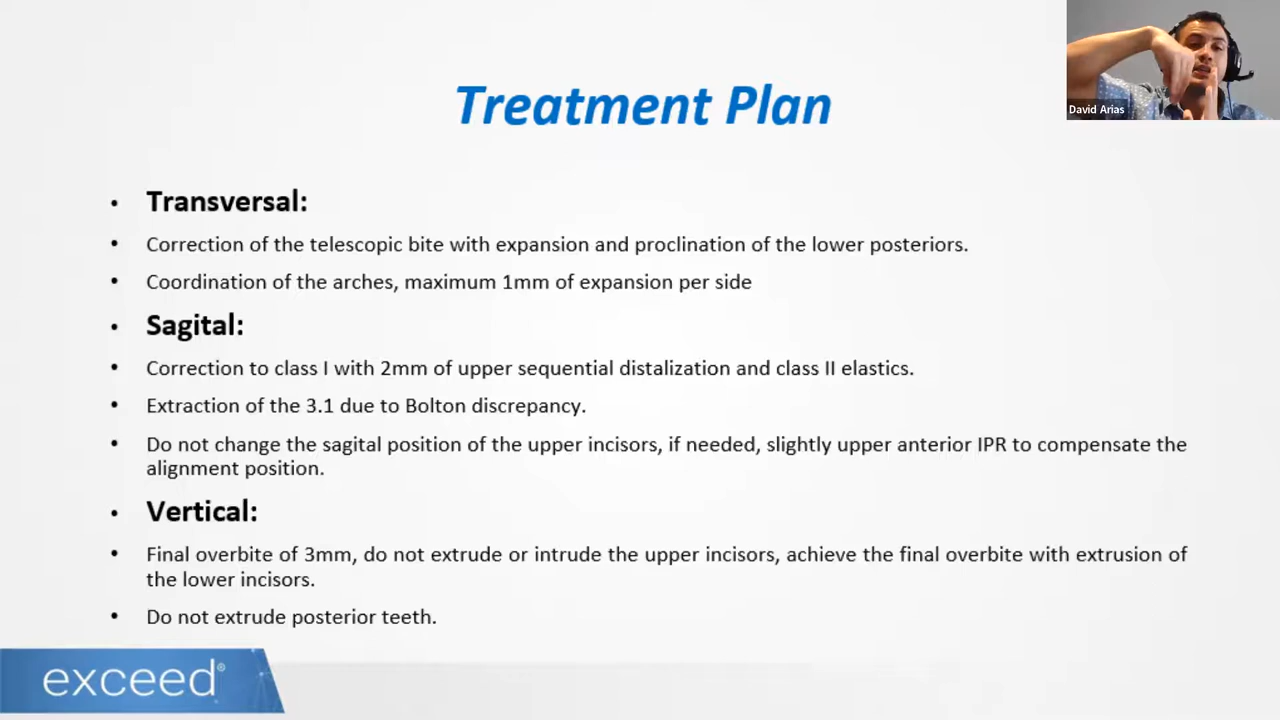 Treatment Plan
David Arias
• Transversal:
• Correction of the telescopic bite with expansion and proclination of the lower posteriors.
• Coordination of the arches, maximum 1mm of expansion per side
• Sagital:
• Correction to class I with 2mm of upper sequential distalization and class II elastics.
• Extraction of the 3.1 due to Bolton discrepancy.
• Do not change the sagital position of the upper incisors, if needed, slightly upper anterior IPR to compensate the
alignment position.
• Vertical:
• Final overbite of 3mm, do not extrude or intrude the upper incisors, achieve the final overbite with extrusion of
the lower incisors.
• Do not extrude posterior teeth.
exceed®